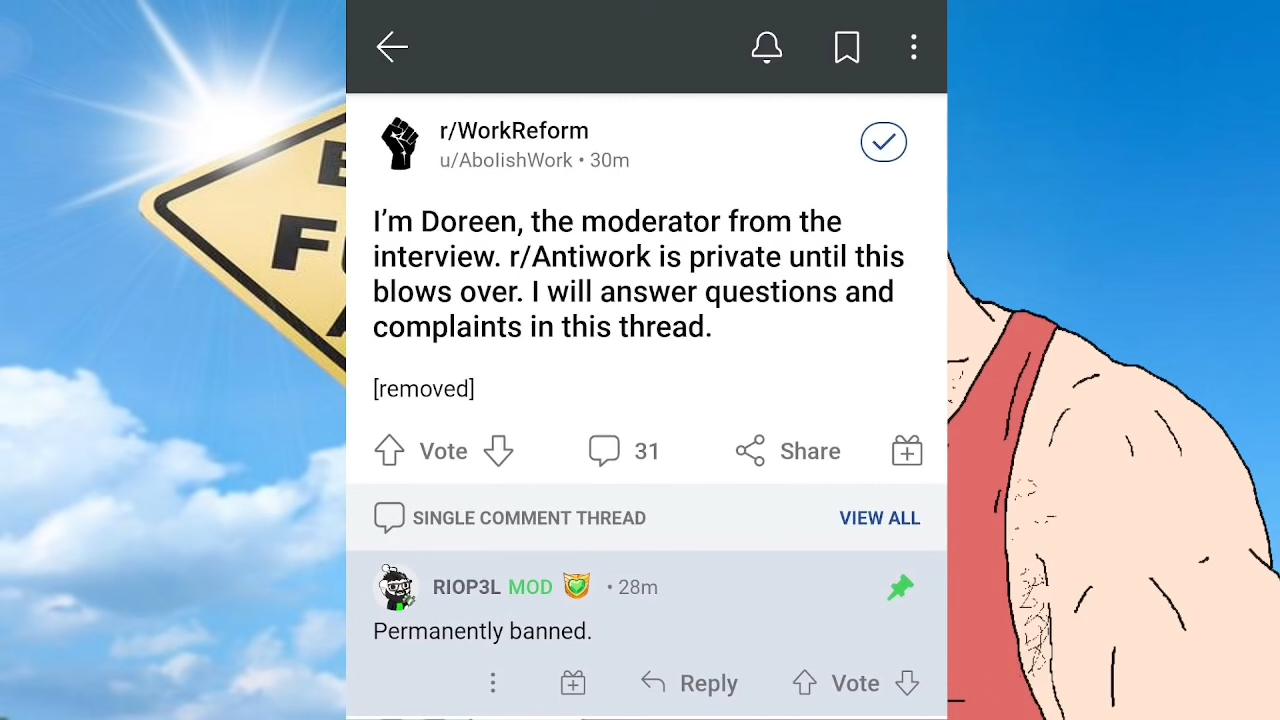 r/WorkReform
u/AbolishWork • 30m
I’m Doreen, the moderator from the
interview. r/Antiwork is private until this
blows over. I will answer questions and
complaints in this thread.
[removed]
Vote 31 Share
SINGLE COMMENT THREAD VIEW ALL
RIOP3L MOD • 28m
Permanently banned.
Reply Vote